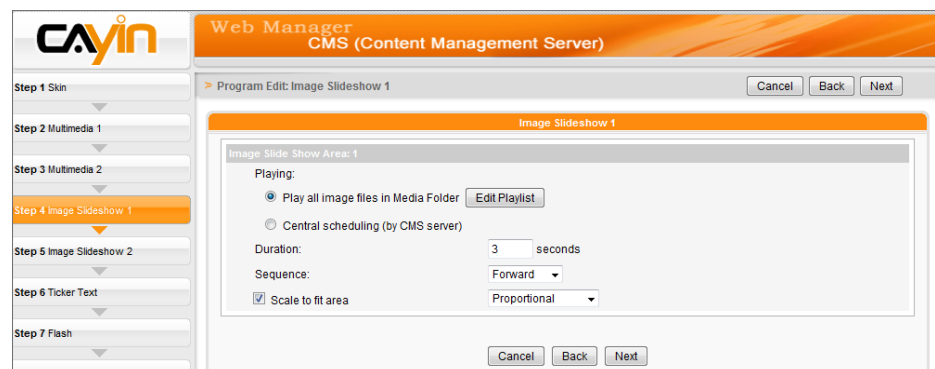 CAYIN
Web Manager
CMS (Content Management Server)
Step 1 Skin
Step 2 Multimedia 1
Step 3 Multimedia 2
Step 4 Image Slideshow 1
Step 5 Image Slideshow 2
Step 6 Ticker Text
Step 7 Flash
> Program Edit: Image Slideshow 1
Cancel Back Next
Image Slideshow 1
Image Slide Show Area: 1
Playing:
Play all image files in Media Folder Edit Playlist
Central scheduling (by CMS server)
Duration: 3 seconds
Sequence: Forward
Scale to fit area Proportional
Cancel Back Next